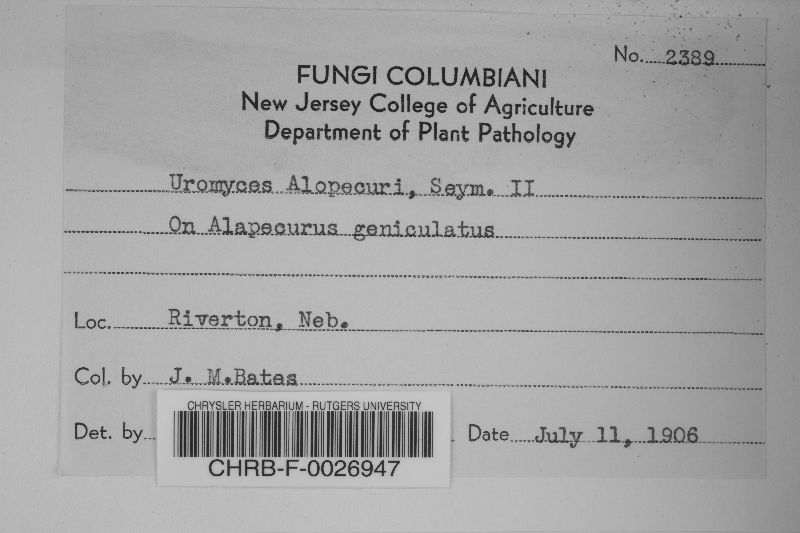 No. 2389
FUNGI COLUMBIANI
New Jersey College of Agriculture
Department of Plant Pathology
Uromyces Alopecuri, Seym. II
On Alapecurus geniculatus
Loc. Riverton, Neb.
Col. by J. M.Bates
Det. by Date July 11, 1906
CHRYSLER HERBARIUM - RUTGERS UNIVERSITY
CHRB-F-0026947